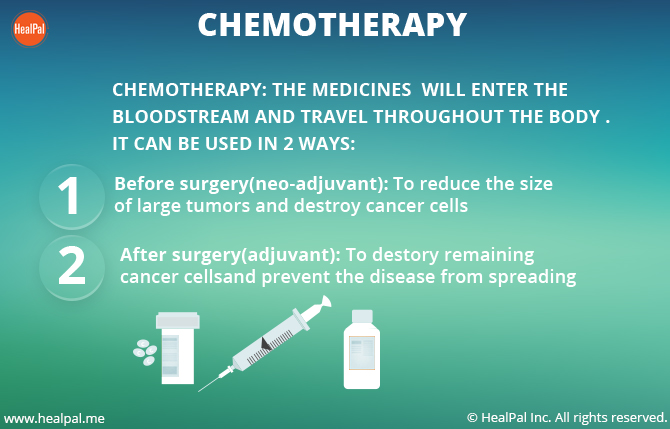 HealPal
CHEMOTHERAPY
CHEMOTHERAPY: THE MEDICINES  WILL ENTER THE
BLOODSTREAM AND TRAVEL THROUGHOUT THE BODY .
IT CAN BE USED IN 2 WAYS:
1
Before surgery(neo-adjuvant): To reduce the size
of large tumors and destroy cancer cells
2
After surgery(adjuvant): To destory remaining
cancer cellsand prevent the disease from spreading
www.healpal.me
© HealPal Inc. All rights reserved.